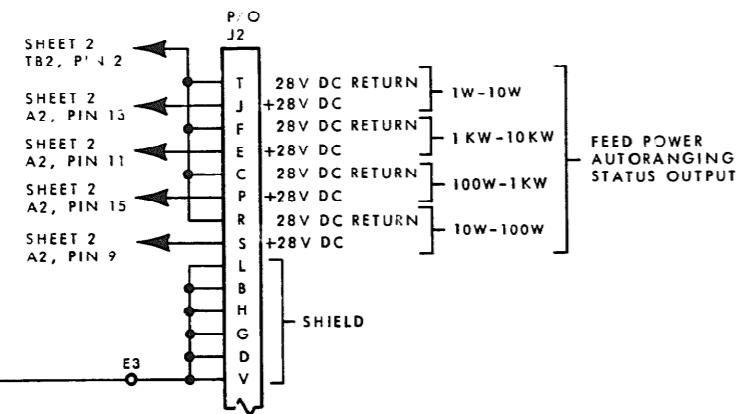 P/O
J2
SHEET 2
TB2, PIN 2
T 28V DC RETURN
1W-10W
SHEET 2
A2, PIN 13
J +28V DC
F 28V DC RETURN
1KW-10KW
SHEET 2
A2, PIN 11
E +28V DC
C 28V DC RETURN
100W-1KW
SHEET 2
A2, PIN 15
P +28V DC
R 28V DC RETURN
10W-100W
SHEET 2
A2, PIN 9
S +28V DC
FEED POWER
AUTORANGING
STATUS OUTPUT
L
B
H
SHIELD
G
D
E3
V